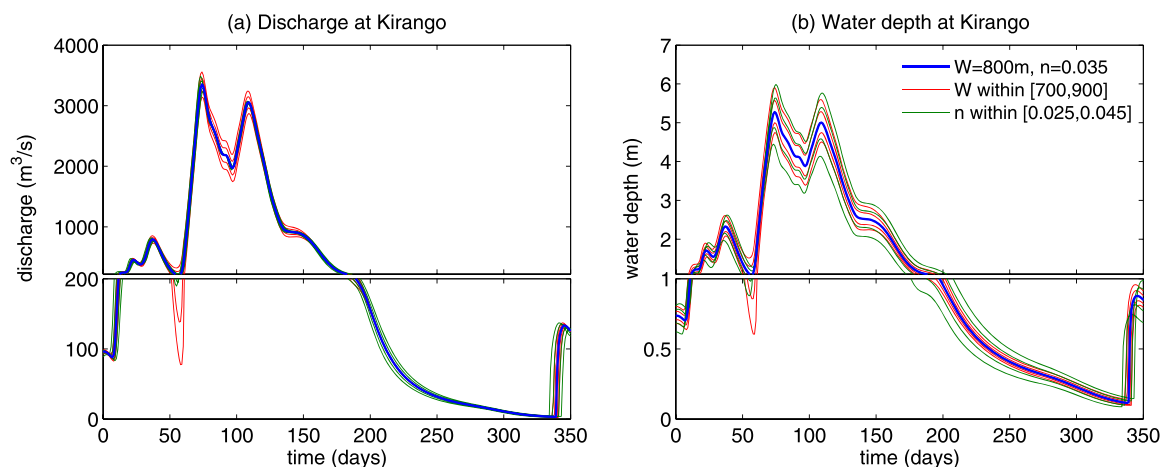 (a) Discharge at Kirango
4000
3000
2000
1000
200
100
0
discharge (m³/s)
0 50 100 150 200 250 300 350
time (days)
(b) Water depth at Kirango
7
6
5
4
3
2
1
0.5
0
water depth (m)
W=800m, n=0.035
W within [700,900]
n within [0.025,0.045]
0 50 100 150 200 250 300 350
time (days)